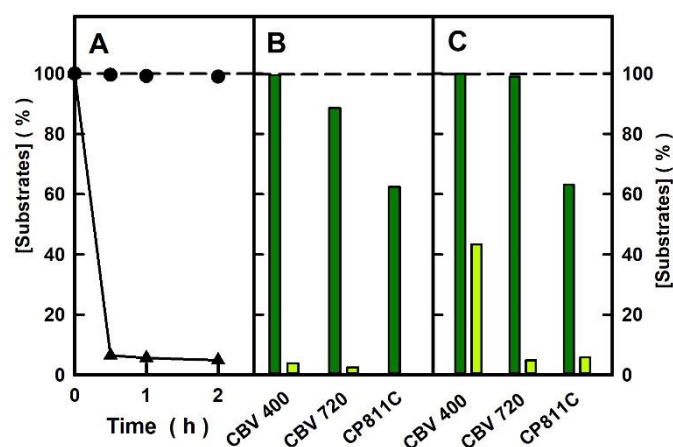 A B C
[Substrates] ( % )
100
80
60
40
20
0
0 1 2
Time ( h )
CBV 400
CBV 720
CP811C
CBV 400
CBV 720
CP811C
100
80
60
40
20
0
[Substrates] ( % )